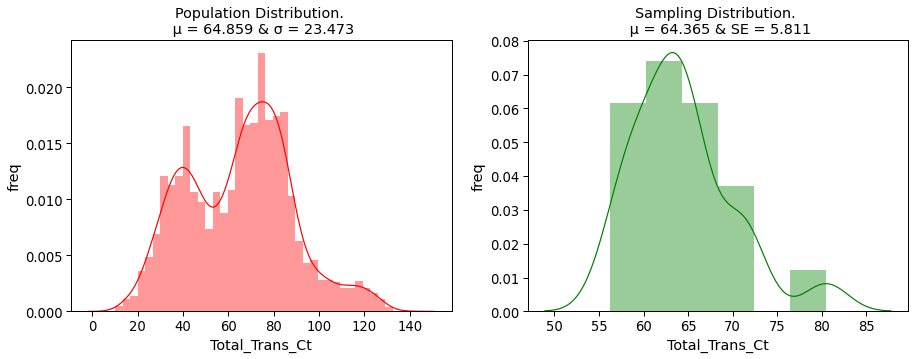 Population Distribution.
μ = 64.859 & σ = 23.473
freq
0.020
0.015
0.010
0.005
0.000
0 20 40 60 80 100 120 140
Total_Trans_Ct
Sampling Distribution.
μ = 64.365 & SE = 5.811
freq
0.08
0.07
0.06
0.05
0.04
0.03
0.02
0.01
0.00
50 55 60 65 70 75 80 85
Total_Trans_Ct